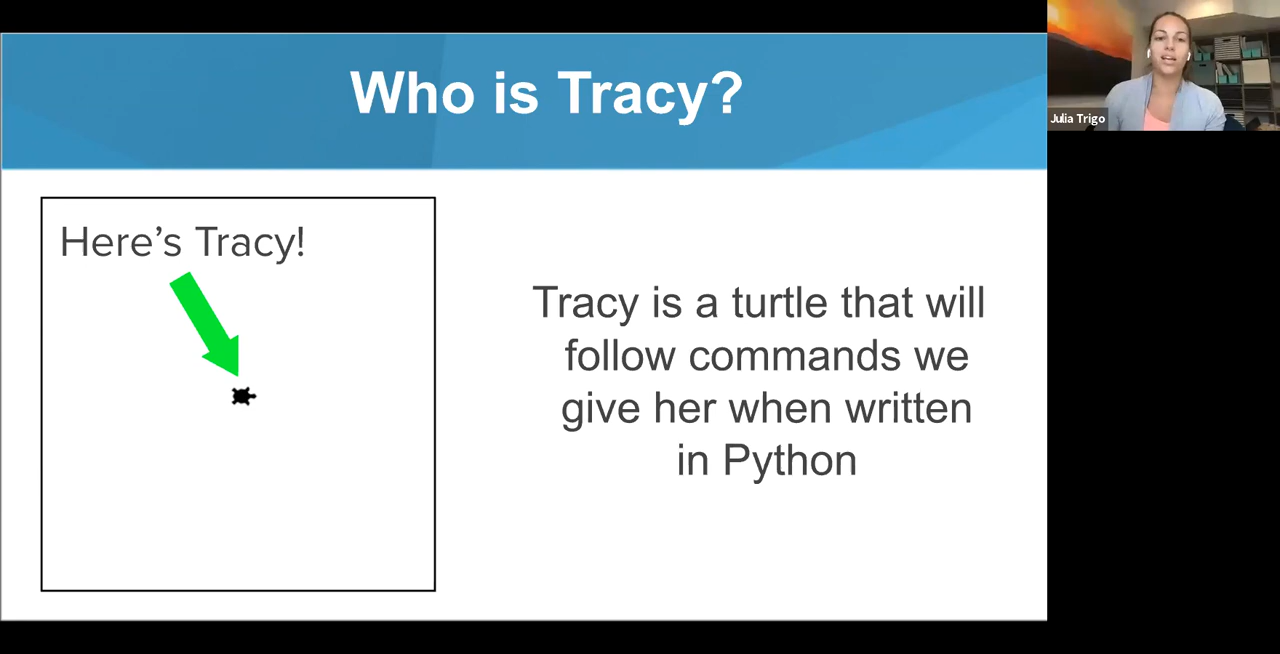 Who is Tracy?
Julia Trigo
Here’s Tracy!
Tracy is a turtle that will
follow commands we
give her when written
in Python